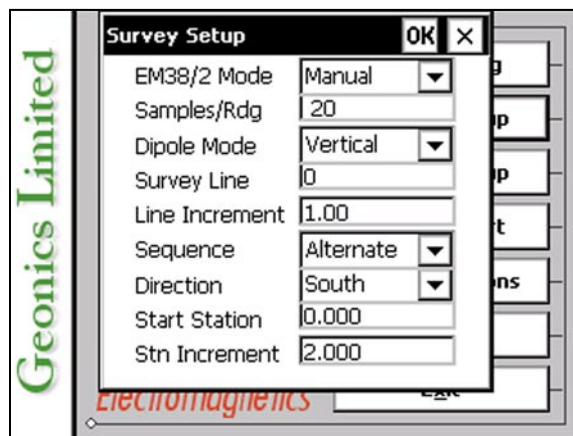 Geonics Limited
Survey Setup OK ×
EM38/2 Mode Manual
Samples/Rdg 20
Dipole Mode Vertical
Survey Line 0
Line Increment 1.00
Sequence Alternate
Direction South
Start Station 0.000
Stn Increment 2.000
Electromagnetics